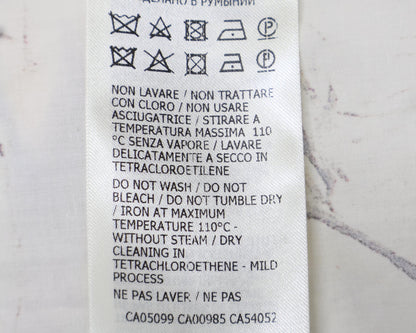 СДЕЛАНО В РУМЫНИИ
NON LAVARE / NON TRATTARE
CON CLORO / NON USARE
ASCIUGATRICE / STIRARE A
TEMPERATURA MASSIMA 110
°C SENZA VAPORE / LAVARE
DELICATAMENTE A SECCO IN
TETRACLOROETILENE
DO NOT WASH / DO NOT
BLEACH / DO NOT TUMBLE DRY
/ IRON AT MAXIMUM
TEMPERATURE 110°C -
WITHOUT STEAM / DRY
CLEANING IN
TETRACHLOROETHENE - MILD
PROCESS
NE PAS LAVER / NE PAS
CA05099 CA00985 CA54052